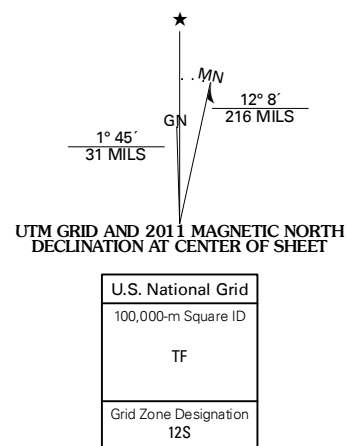 MN
12° 8´
216 MILS
GN
1° 45´
31 MILS
UTM GRID AND 2011 MAGNETIC NORTH
DECLINATION AT CENTER OF SHEET
U.S. National Grid
100,000-m Square ID
TF
Grid Zone Designation
12S